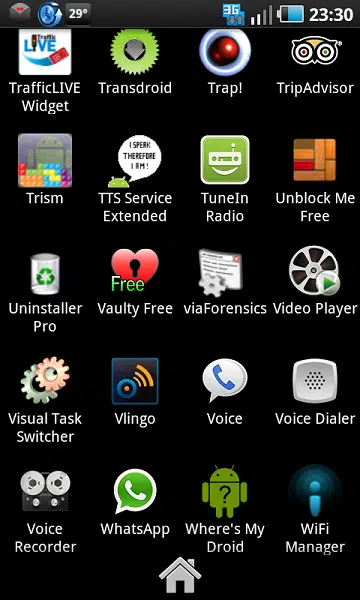 29° 3G 23:30
Traffic
LIVE
TrafficLIVE
Widget
Transdroid
Trap!
TripAdvisor
I SPEAK
THEREFORE
I AM!
Trism
TTS Service
Extended
TuneIn
Radio
Unblock Me
Free
Free
Uninstaller
Pro
Vaulty Free
viaForensics
Video Player
Visual Task
Switcher
Vlingo
Voice
Voice Dialer
?
Voice
Recorder
WhatsApp
Where's My
Droid
WiFi
Manager